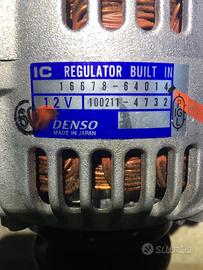 IC REGULATOR BUILT IN
16678-64014
12V 100211-4732
DENSO
MADE IN JAPAN
Subito